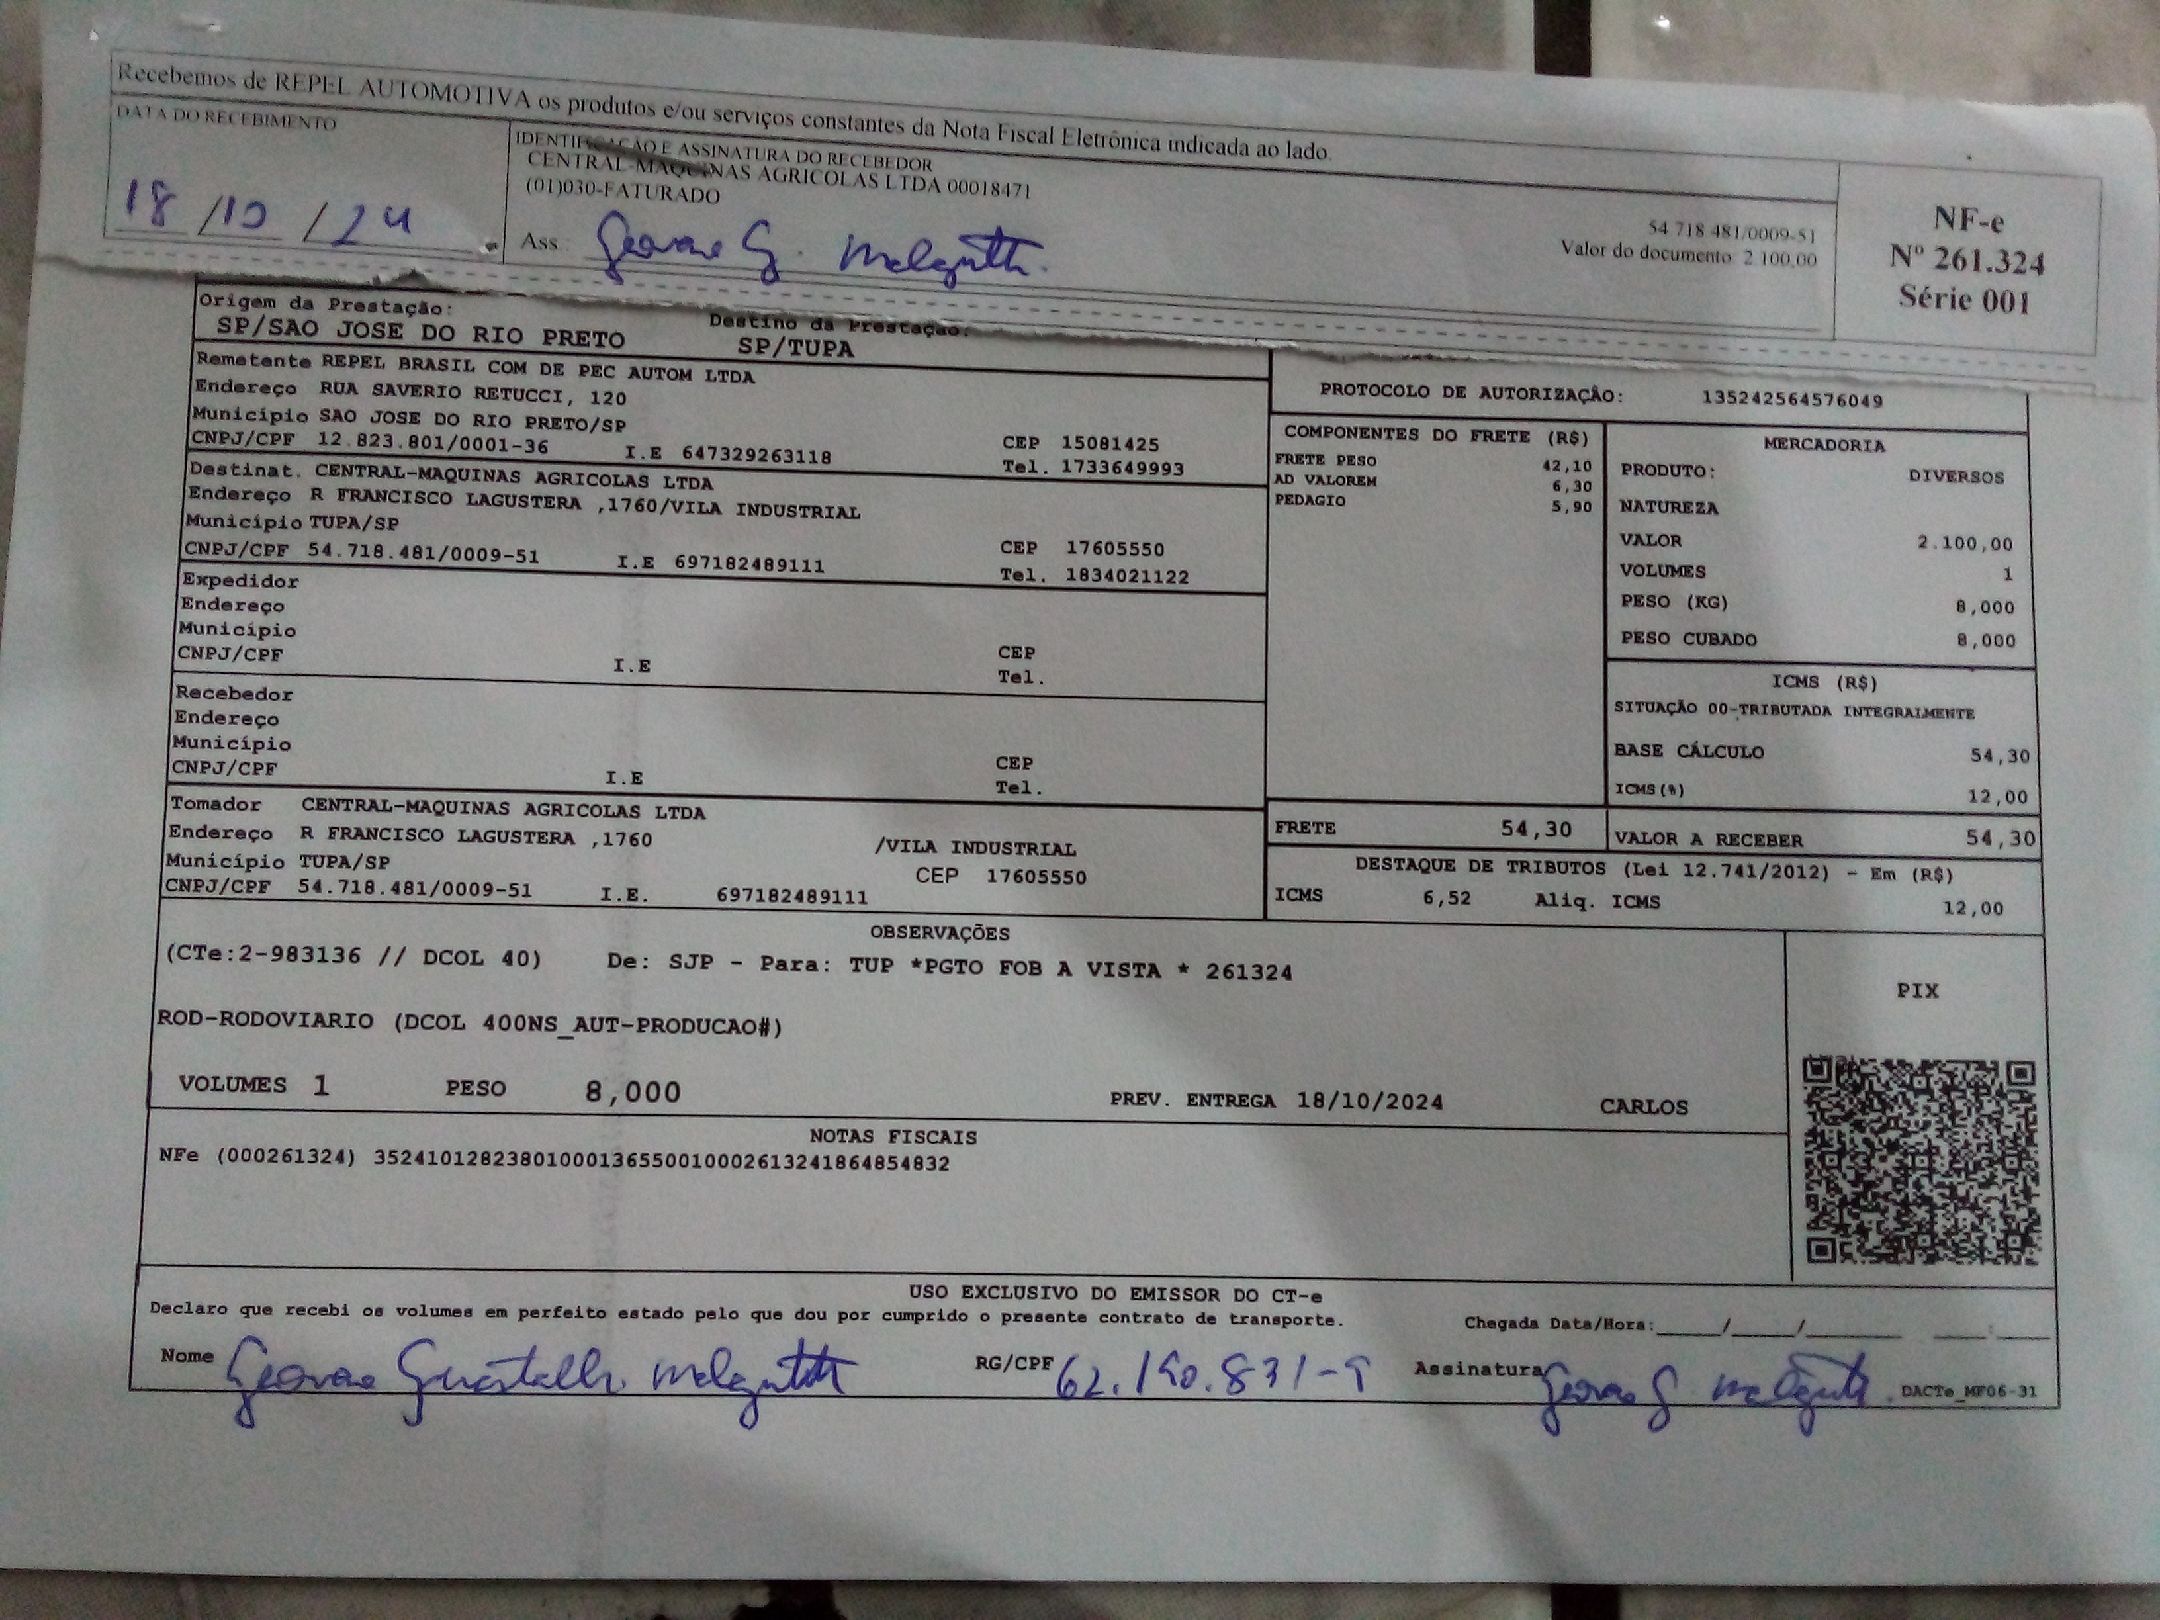 Recebemos de REPEL AUTOMOTIVA os produtos e/ou serviços constantes da Nota Fiscal Eletrônica indicada ao lado.
DATA DO RECEBIMENTO
18/10/24
IDENTIFICAÇÃO E ASSINATURA DO RECEBEDOR
CENTRAL-MAQUINAS AGRICOLAS LTDA 00018471
(01)030-FATURADO
Ass:
54.718.481/0009-51
Valor do documento 2.100,00
NF-e
Nº 261.324
Série 001
Origem da Prestação:
SP/SAO JOSE DO RIO PRETO
Destino da Prestação:
SP/TUPA
Remetente REPEL BRASIL COM DE PEC AUTOM LTDA
Endereço RUA SAVERIO RETUCCI, 120
Município SAO JOSE DO RIO PRETO/SP
CNPJ/CPF 12.823.801/0001-36 I.E 647329263118
CEP 15081425
Tel. 1733649993
Destinat. CENTRAL-MAQUINAS AGRICOLAS LTDA
Endereço R FRANCISCO LAGUSTERA ,1760/VILA INDUSTRIAL
Município TUPA/SP
CNPJ/CPF 54.718.481/0009-51 I.E 697182489111
CEP 17605550
Tel. 1834021122
Expedidor
Endereço
Município
CNPJ/CPF I.E
CEP
Tel.
Recebedor
Endereço
Município
CNPJ/CPF I.E
CEP
Tel.
Tomador CENTRAL-MAQUINAS AGRICOLAS LTDA
Endereço R FRANCISCO LAGUSTERA ,1760 /VILA INDUSTRIAL
Município TUPA/SP CEP 17605550
CNPJ/CPF 54.718.481/0009-51 I.E. 697182489111
PROTOCOLO DE AUTORIZAÇÂO: 135242564576049
COMPONENTES DO FRETE (R$)
FRETE PESO 42,10
AD VALOREM 6,30
PEDAGIO 5,90
MERCADORIA
PRODUTO: DIVERSOS
NATUREZA
VALOR 2.100,00
VOLUMES 1
PESO (KG) 8,000
PESO CUBADO 8,000
ICMS (R$)
SITUAÇÃO 00-TRIBUTADA INTEGRALMENTE
BASE CÁLCULO 54,30
ICMS(%) 12,00
FRETE 54,30
VALOR A RECEBER 54,30
DESTAQUE DE TRIBUTOS (Lei 12.741/2012) - Em (R$)
ICMS 6,52 Aliq. ICMS 12,00
OBSERVAÇÕES
(CTe:2-983136 // DCOL 40) De: SJP - Para: TUP *PGTO FOB A VISTA * 261324
ROD-RODOVIARIO (DCOL 400NS_AUT-PRODUCAO#)
VOLUMES 1 PESO 8,000 PREV. ENTREGA 18/10/2024 CARLOS
PIX
NOTAS FISCAIS
NFe (000261324) 35241012823801000136550010002613241864854832
USO EXCLUSIVO DO EMISSOR DO CT-e
Declaro que recebi os volumes em perfeito estado pelo que dou por cumprido o presente contrato de transporte.
Chegada Data/Hora:____/____/______ ____:____
Nome RG/CPF 62.190.831-9 Assinatura
DACTe_MF06-31